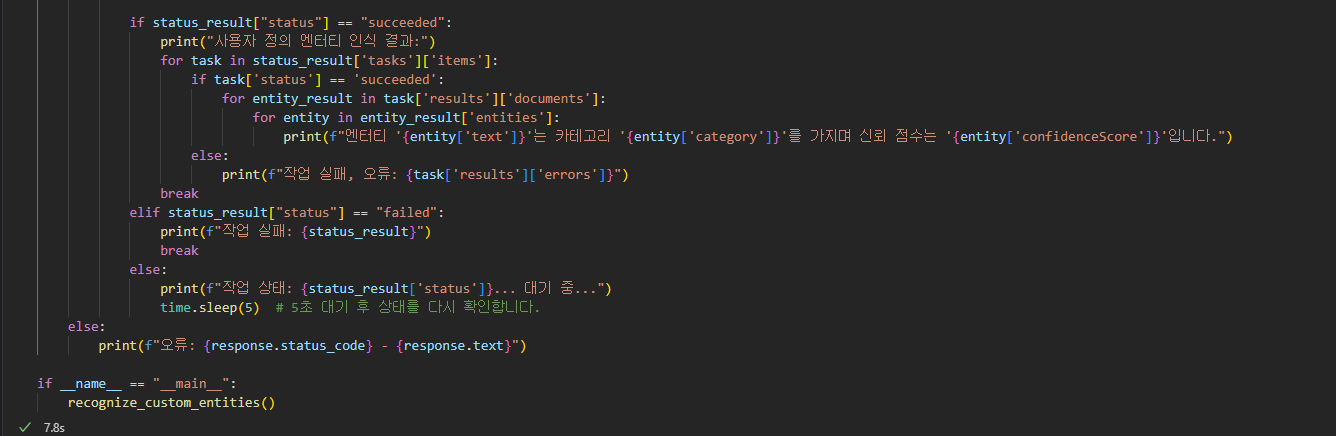 if status_result["status"] == "succeeded":
print("사용자 정의 엔터티 인식 결과:")
for task in status_result['tasks']['items']:
if task['status'] == 'succeeded':
for entity_result in task['results']['documents']:
for entity in entity_result['entities']:
print(f"엔터티 '{entity['text']}'는 카테고리 '{entity['category']}'를 가지며 신뢰 점수는 '{entity['confidenceScore']}'입니다.")
else:
print(f"작업 실패, 오류: {task['results']['errors']}")
break
elif status_result["status"] == "failed":
print(f"작업 실패: {status_result}")
break
else:
print(f"작업 상태: {status_result['status']}... 대기 중...")
time.sleep(5)  # 5초 대기 후 상태를 다시 확인합니다.
else:
print(f"오류: {response.status_code} - {response.text}")
if __name__ == "__main__":
recognize_custom_entities()
7.8s